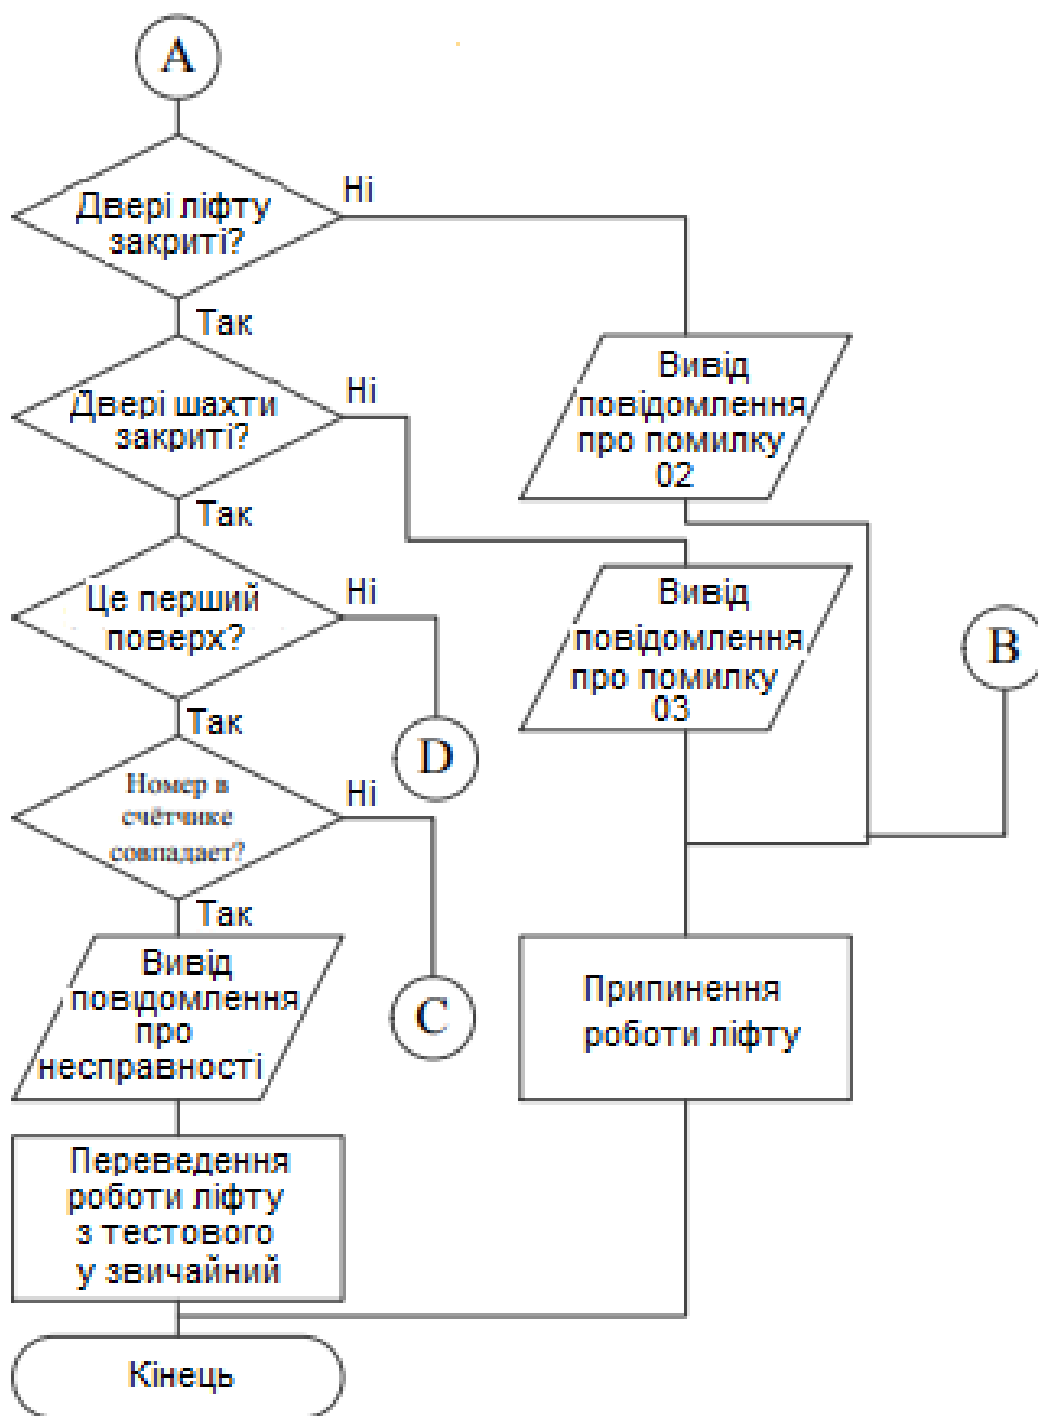 A
Двері ліфту
закриті?
Ні
Так
Вивід
повідомлення
про помилку
02
Двері шахти
закриті?
Ні
Так
Вивід
повідомлення
про помилку
03
Це перший
поверх?
Ні
Так
B
D
Номер в
счётчике
совпадает?
Ні
Так
C
Вивід
повідомлення
про
несправності
Припинення
роботи ліфту
Переведення
роботи ліфту
з тестового
у звичайний
Кінець